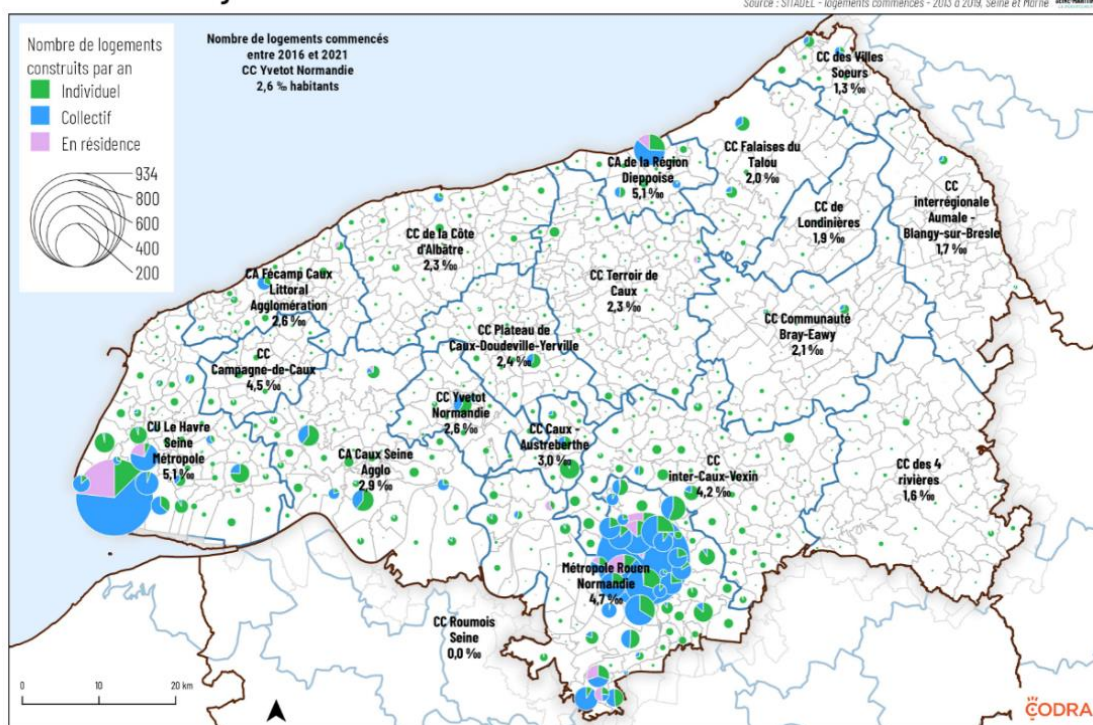 Source : SITADEL - logements commencés - 2013 à 2019, Seine et Marne
Nombre de logements
construits par an
Individuel
Collectif
En résidence
934
800
600
400
200
Nombre de logements commencés
entre 2016 et 2021
CC Yvetot Normandie
2,6 ‰ habitants
CC des Villes
Soeurs
1,3 ‰
CA de la Région
Dieppoise
5,1 ‰
CC Falaises du
Talou
2,0 ‰
CC de
Londinières
1,9 ‰
CC
interrégionale
Aumale -
Blangy-sur-Bresle
1,7 ‰
CC de la Côte
d'Albâtre
2,3 ‰
CA Fécamp Caux
Littoral
Agglomération
2,6 ‰
CC Terroir de
Caux
2,3 ‰
CC Communauté
Bray-Eawy
2,1 ‰
CC Plateau de
Caux-Doudeville-Yerville
2,4 ‰
CC
Campagne-de-Caux
4,5 ‰
CC Yvetot
Normandie
2,6 ‰
CC Caux -
Austreberthe
3,0 ‰
CU Le Havre
Seine
Métropole
5,1 ‰
CA Caux Seine
Agglo
2,9 ‰
CC
inter-Caux-Vexin
4,2 ‰
CC des 4
rivières
1,6 ‰
Métropole Rouen
Normandie
4,7 ‰
CC Roumois
Seine
0,0 ‰
0 10 20 km
CODRA